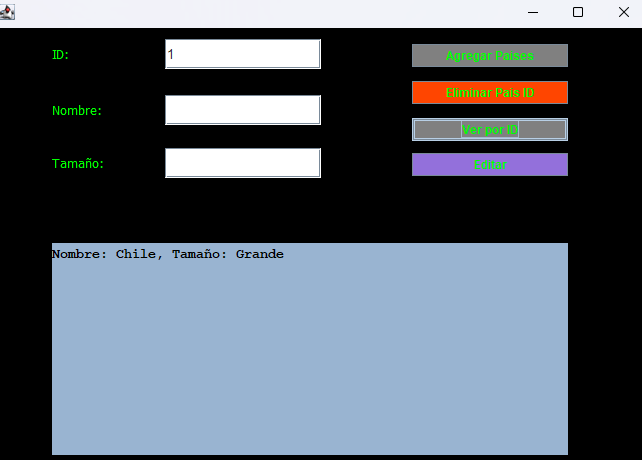 ID:
1
Agregar Paises
Eliminar Pais ID
Nombre:
Ver por ID
Tamaño:
Editar
Nombre: Chile, Tamaño: Grande